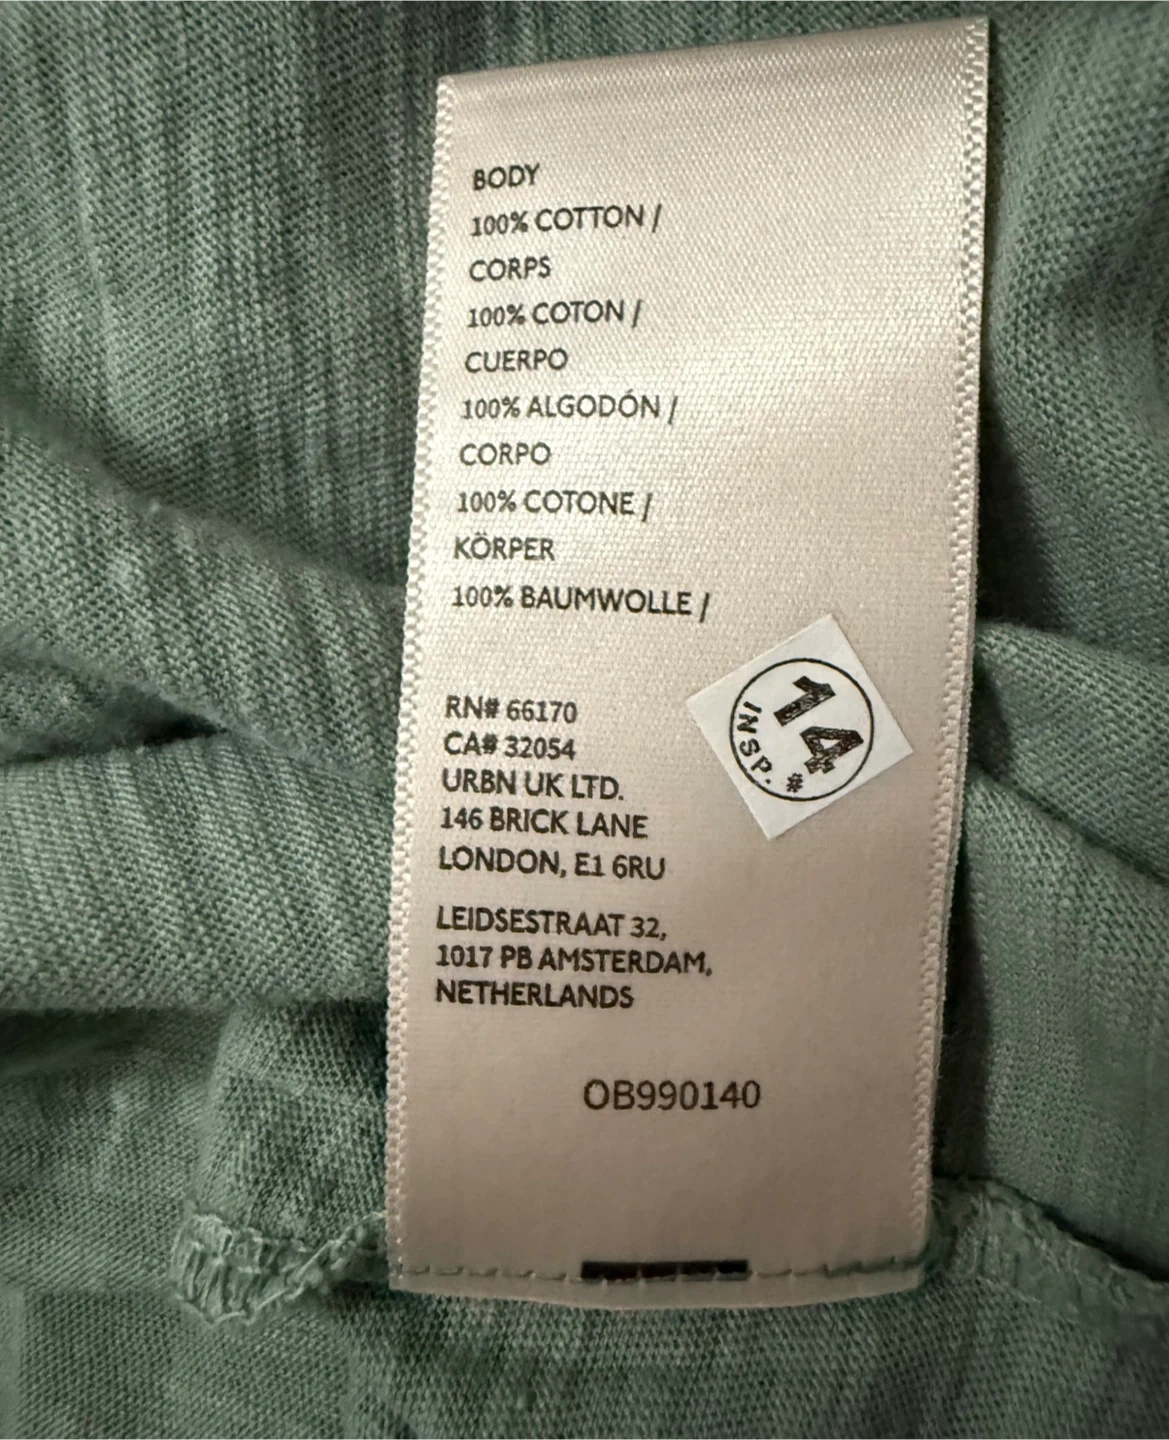 BODY
100% COTTON /
CORPS
100% COTON /
CUERPO
100% ALGODÓN /
CORPO
100% COTONE /
KÖRPER
100% BAUMWOLLE /
14
INSP. #
RN# 66170
CA# 32054
URBN UK LTD.
146 BRICK LANE
LONDON, E1 6RU
LEIDSESTRAAT 32,
1017 PB AMSTERDAM,
NETHERLANDS
OB990140